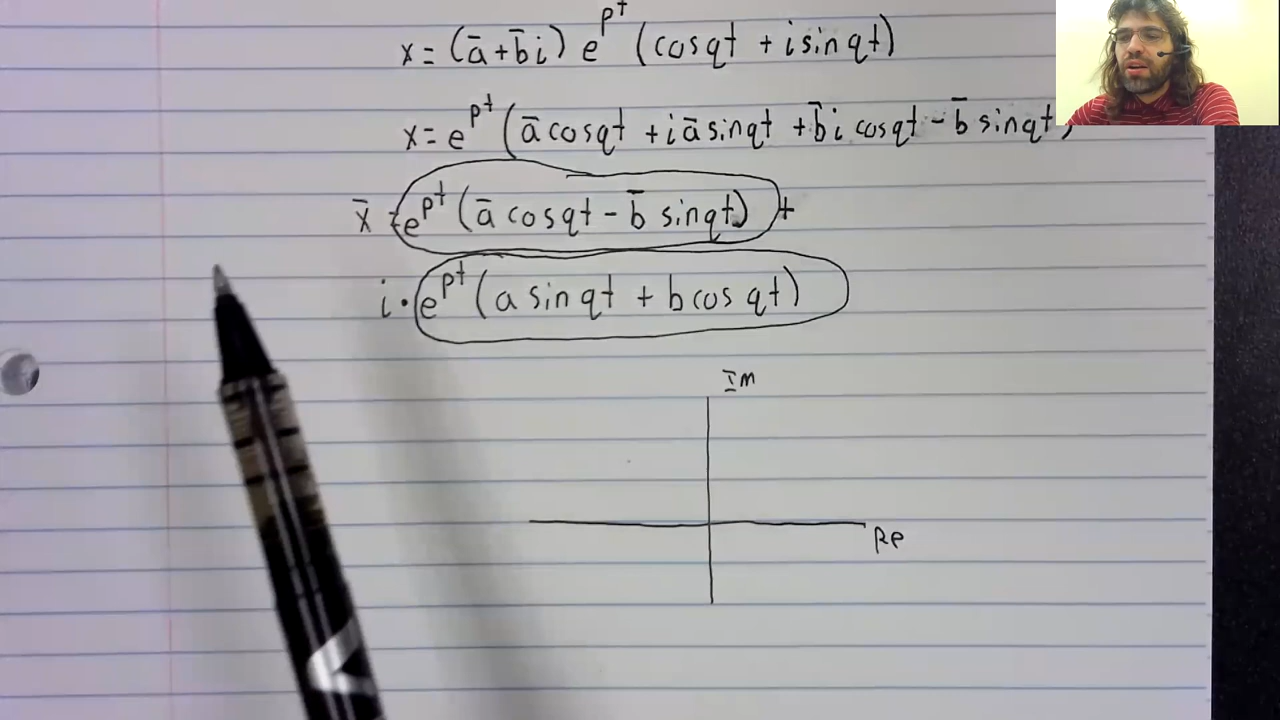 x = (ā + b̄ i) e^{pt} (cos qt + i sin qt)
x = e^{pt} (ā cos qt + i ā sin qt + b̄ i cos qt - b̄ sin qt)
x̄ = e^{pt} (ā cos qt - b̄ sin qt) +
i · e^{pt} (a sin qt + b cos qt)
Im
Re